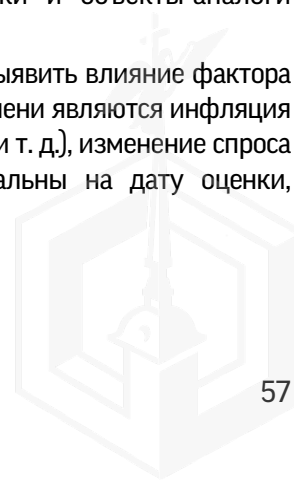 ки и объекты-аналоги
ыявить влияние фактора
ени являются инфляция
и т. д.), изменение спроса
альны на дату оценки,
57